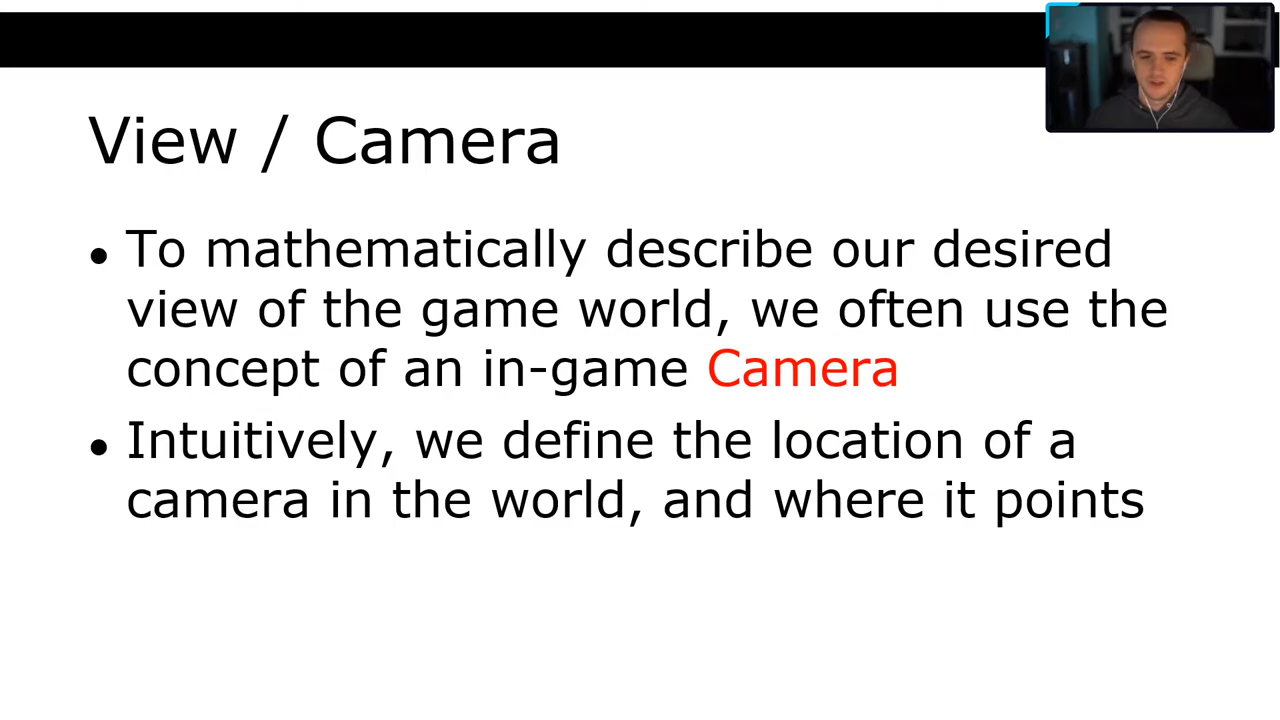 View / Camera
• To mathematically describe our desired
view of the game world, we often use the
concept of an in-game Camera
• Intuitively, we define the location of a
camera in the world, and where it points